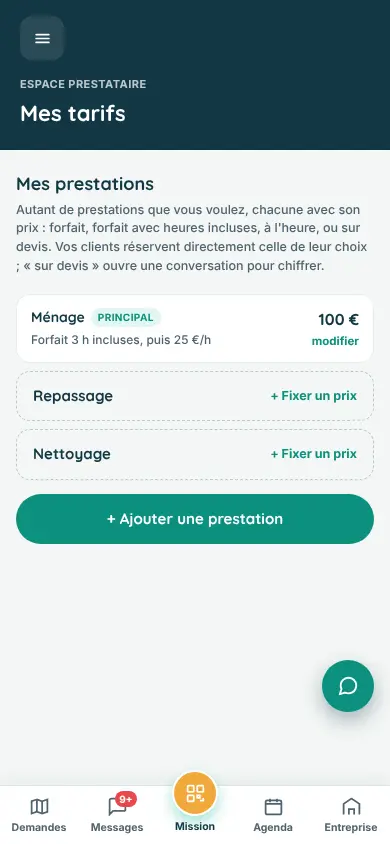 ESPACE PRESTATAIRE
Mes tarifs
Mes prestations
Autant de prestations que vous voulez, chacune avec son
prix : forfait, forfait avec heures incluses, à l'heure, ou sur
devis. Vos clients réservent directement celle de leur choix
; « sur devis » ouvre une conversation pour chiffrer.
Ménage PRINCIPAL
100 €
Forfait 3 h incluses, puis 25 €/h
modifier
Repassage
+ Fixer un prix
Nettoyage
+ Fixer un prix
+ Ajouter une prestation
9+
Demandes
Messages
Mission
Agenda
Entreprise